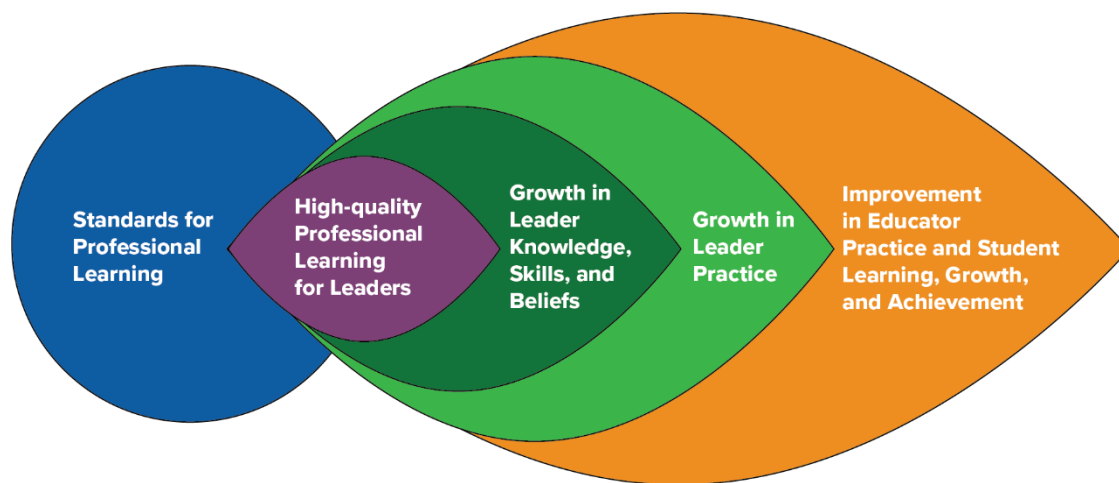 Standards for
Professional
Learning
High-quality
Professional
Learning
for Leaders
Growth in
Leader
Knowledge,
Skills, and
Beliefs
Growth in
Leader
Practice
Improvement
in Educator
Practice and Student
Learning, Growth,
and Achievement